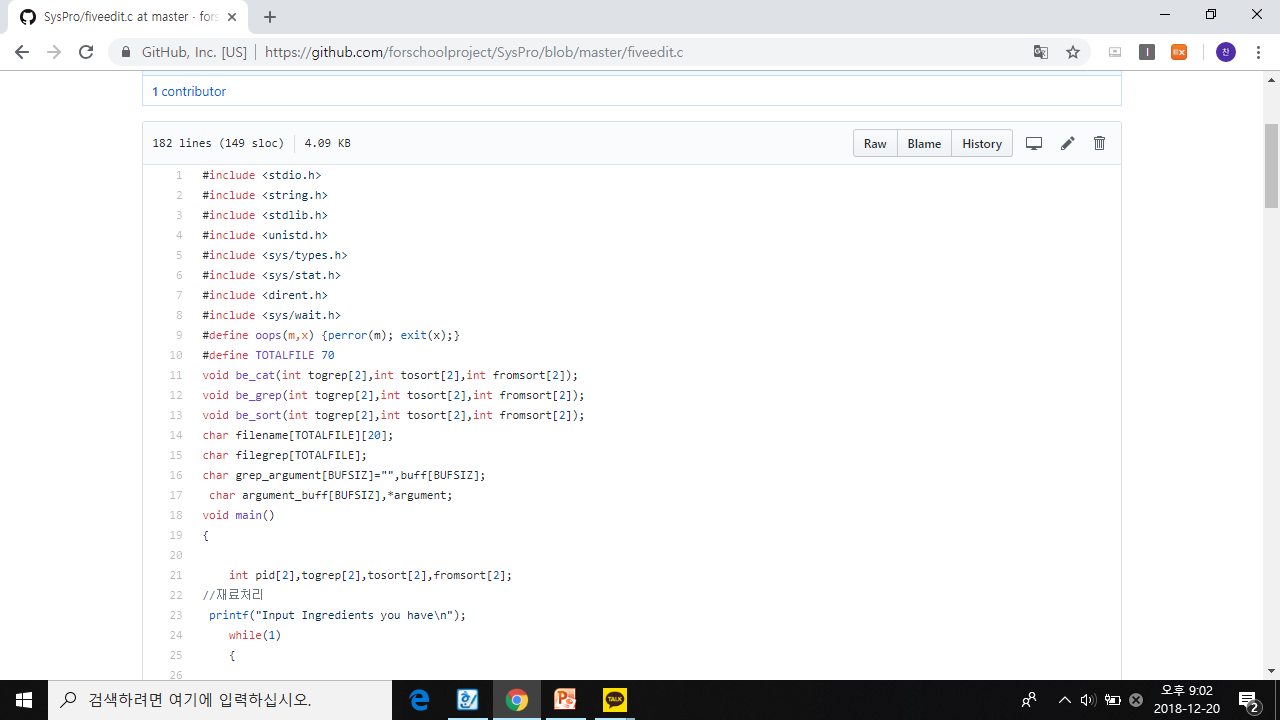 SysPro/fiveedit.c at master · fors
GitHub, Inc. [US] | https://github.com/forschoolproject/SysPro/blob/master/fiveedit.c
EX
찬
1 contributor
182 lines (149 sloc) 4.09 KB
Raw Blame History
1 #include <stdio.h>
2 #include <string.h>
3 #include <stdlib.h>
4 #include <unistd.h>
5 #include <sys/types.h>
6 #include <sys/stat.h>
7 #include <dirent.h>
8 #include <sys/wait.h>
9 #define oops(m,x) {perror(m); exit(x);}
10 #define TOTALFILE 70
11 void be_cat(int togrep[2],int tosort[2],int fromsort[2]);
12 void be_grep(int togrep[2],int tosort[2],int fromsort[2]);
13 void be_sort(int togrep[2],int tosort[2],int fromsort[2]);
14 char filename[TOTALFILE][20];
15 char filegrep[TOTALFILE];
16 char grep_argument[BUFSIZ]="",buff[BUFSIZ];
17 char argument_buff[BUFSIZ],*argument;
18 void main()
19 {
20
21 int pid[2],togrep[2],tosort[2],fromsort[2];
22 //재료처리
23 printf("Input Ingredients you have\n");
24 while(1)
25 {
26
검색하려면 여기에 입력하십시오.
TALK
오후 9:02
2018-12-20
2